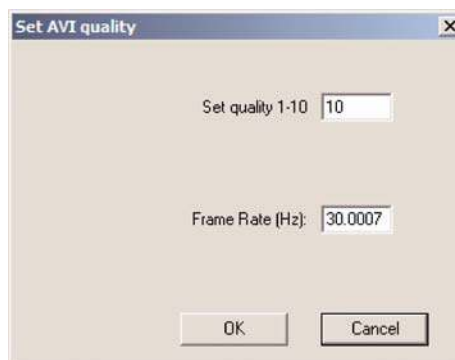 Set AVI quality
Set quality 1-10 10
Frame Rate (Hz): 30.0007
OK Cancel